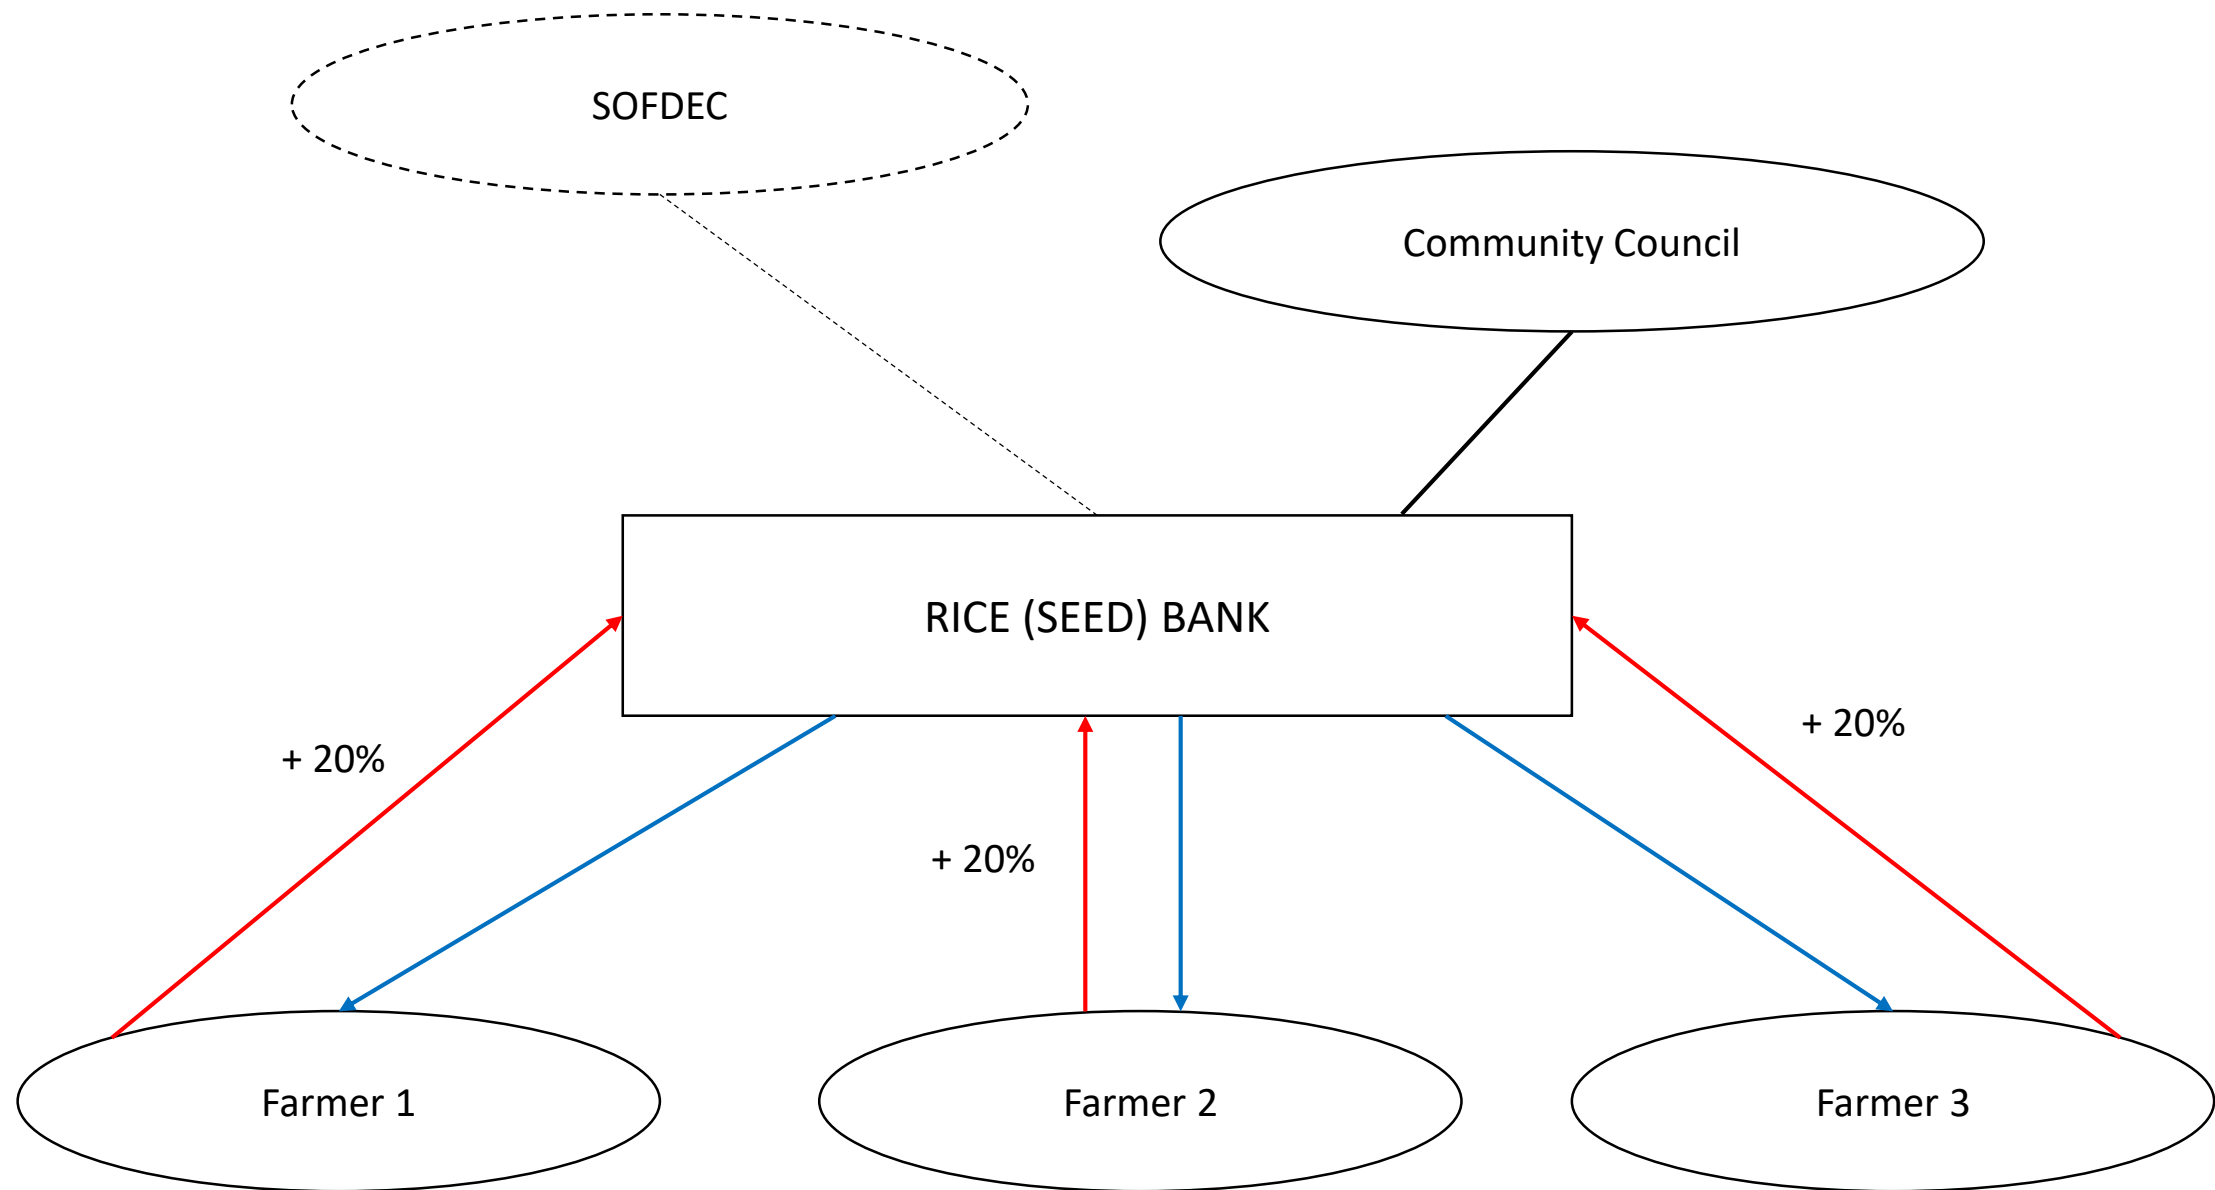 SOFDEC
Community Council
RICE (SEED) BANK
+ 20%
+ 20%
+ 20%
Farmer 1
Farmer 2
Farmer 3